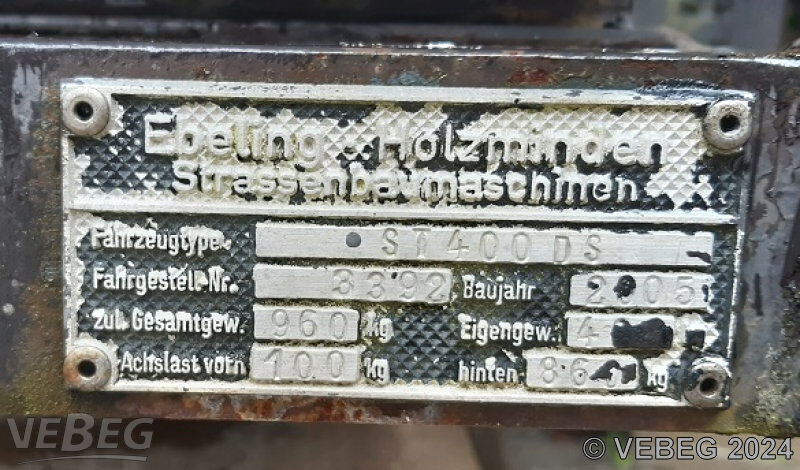 Ebeling - Holzminden
Strassenbaumaschinen
Fahrzeugtype ST400DS
Fahrgestell-Nr. 3392 Baujahr 2005
zul. Gesamtgew. 960 kg Eigengew.
Achslast vorn 100 kg hinten kg
VEBEG
© VEBEG 2024